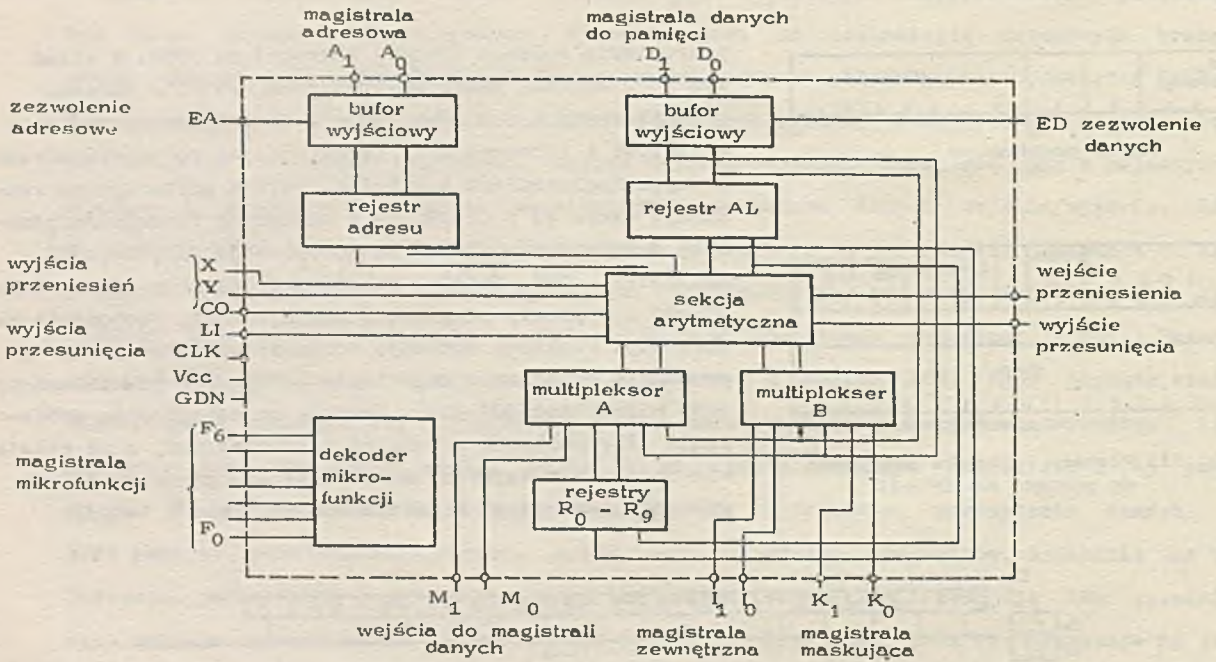 magistrala
adresowa
A1 A0
magistrala danych
do pamięci
D1 D0
zezwolenie
adresowe
EA
bufor
wyjściowy
bufor
wyjściowy
ED zezwolenie
danych
rejestr
adresu
rejestr AL
wyjścia
przeniesień
X
Y
CO
wyjścia
przesunięcia
LI
CLK
Vcc
GDN
sekcja
arytmetyczna
wejście
przeniesienia
wyjście
przesunięcia
multipleksor
A
multiplekser
B
magistrala
mikrofunkcji
F6
F0
dekoder
mikro-
funkcji
rejestry
R0 - R9
M1 M0
wejścia do magistrali
danych
I1 I0
magistrala
zewnętrzna
K1 K0
magistrala
maskująca